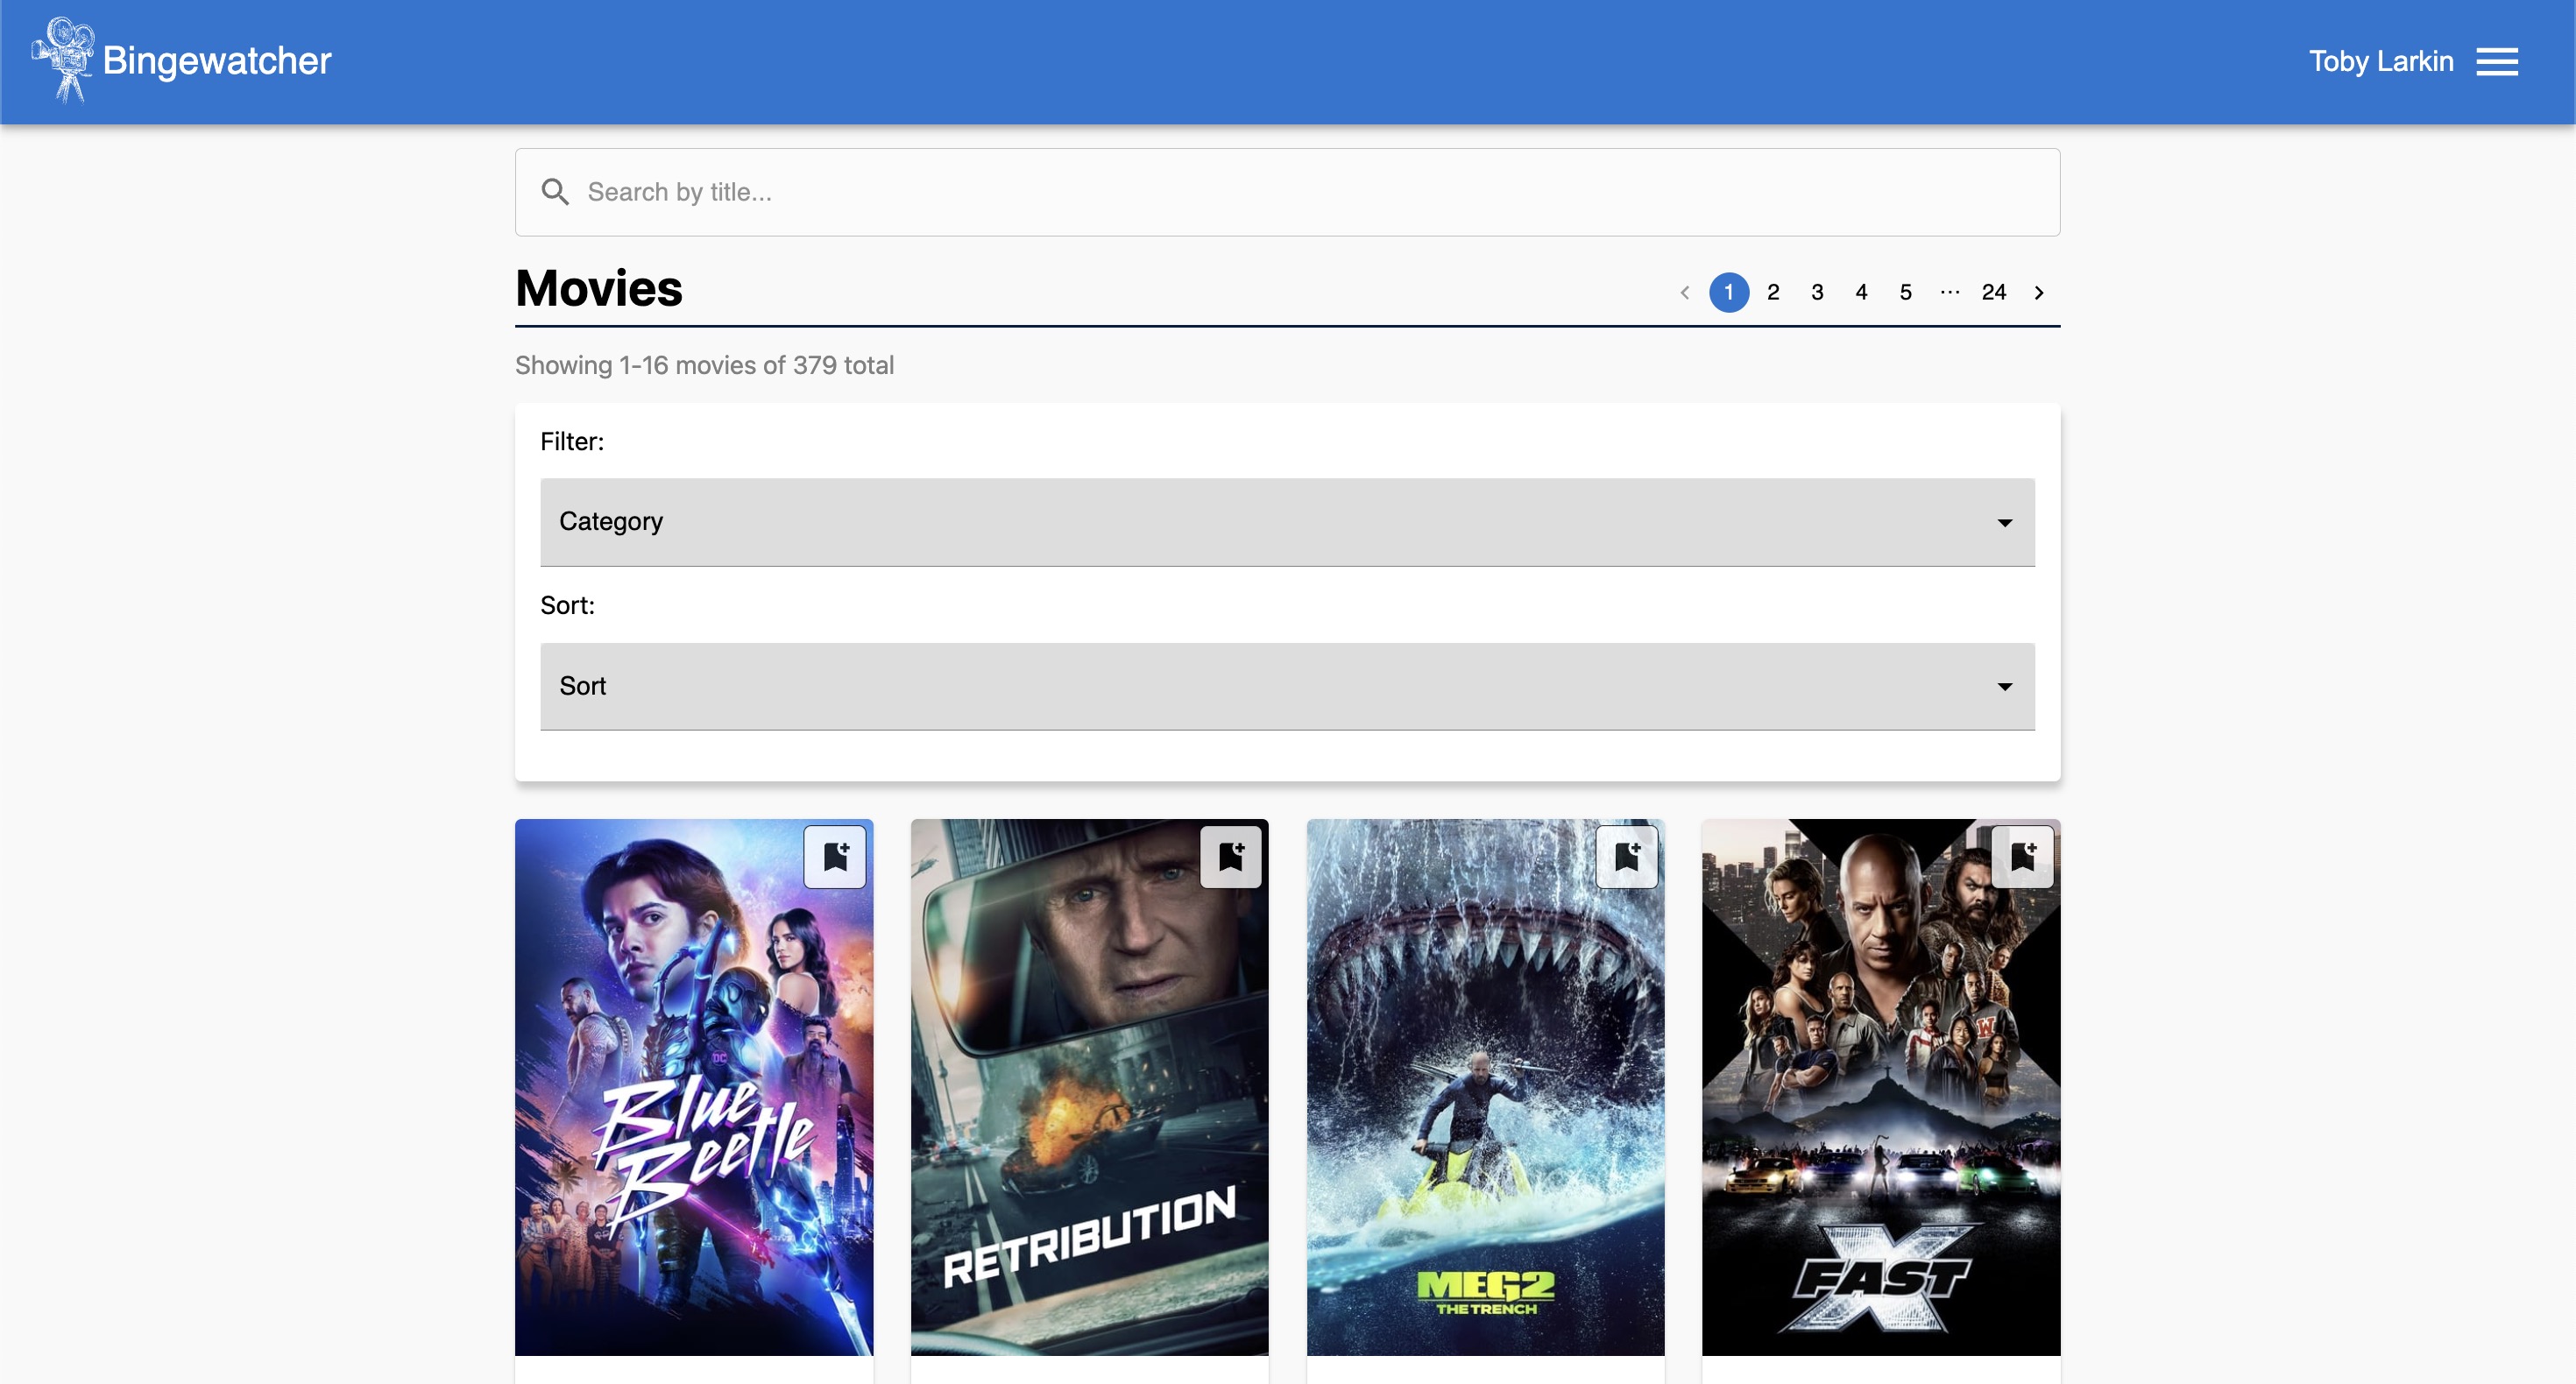 Bingewatcher
Toby Larkin
Search by title...
Movies
1 2 3 4 5 ... 24
Showing 1-16 movies of 379 total
Filter:
Category
Sort:
Sort
DC
Blue
Beetle
RETRIBUTION
MEG2
THE TRENCH
W
FAST
X